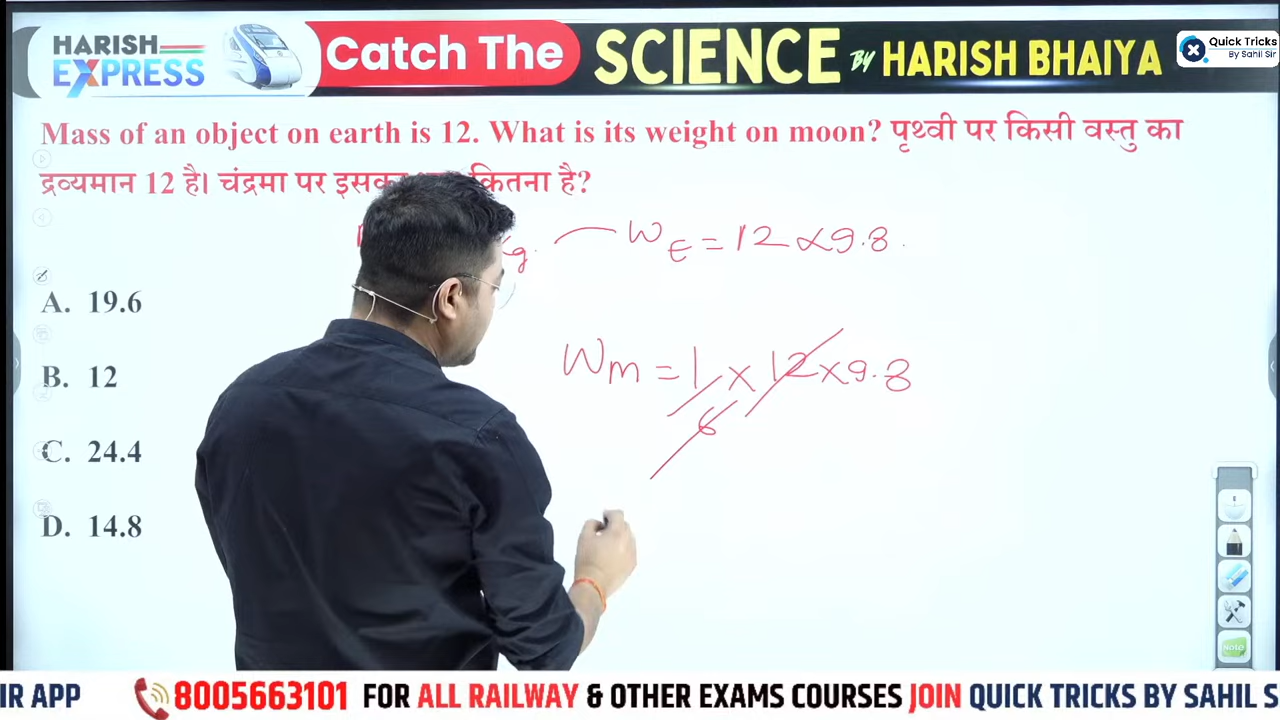 HARISH
EXPRESS
Catch The SCIENCE BY HARISH BHAIYA
Quick Tricks
By Sahil Sir
Mass of an object on earth is 12. What is its weight on moon? पृथ्वी पर किसी वस्तु का
द्रव्यमान 12 है। चंद्रमा पर कितना है?
W_E = 12 × 9.8
A. 19.6
W_m = 1/6 × 12 × 9.8
B. 12
C. 24.4
D. 14.8
Note
IR APP 8005663101 FOR ALL RAILWAY & OTHER EXAMS COURSES JOIN QUICK TRICKS BY SAHIL S